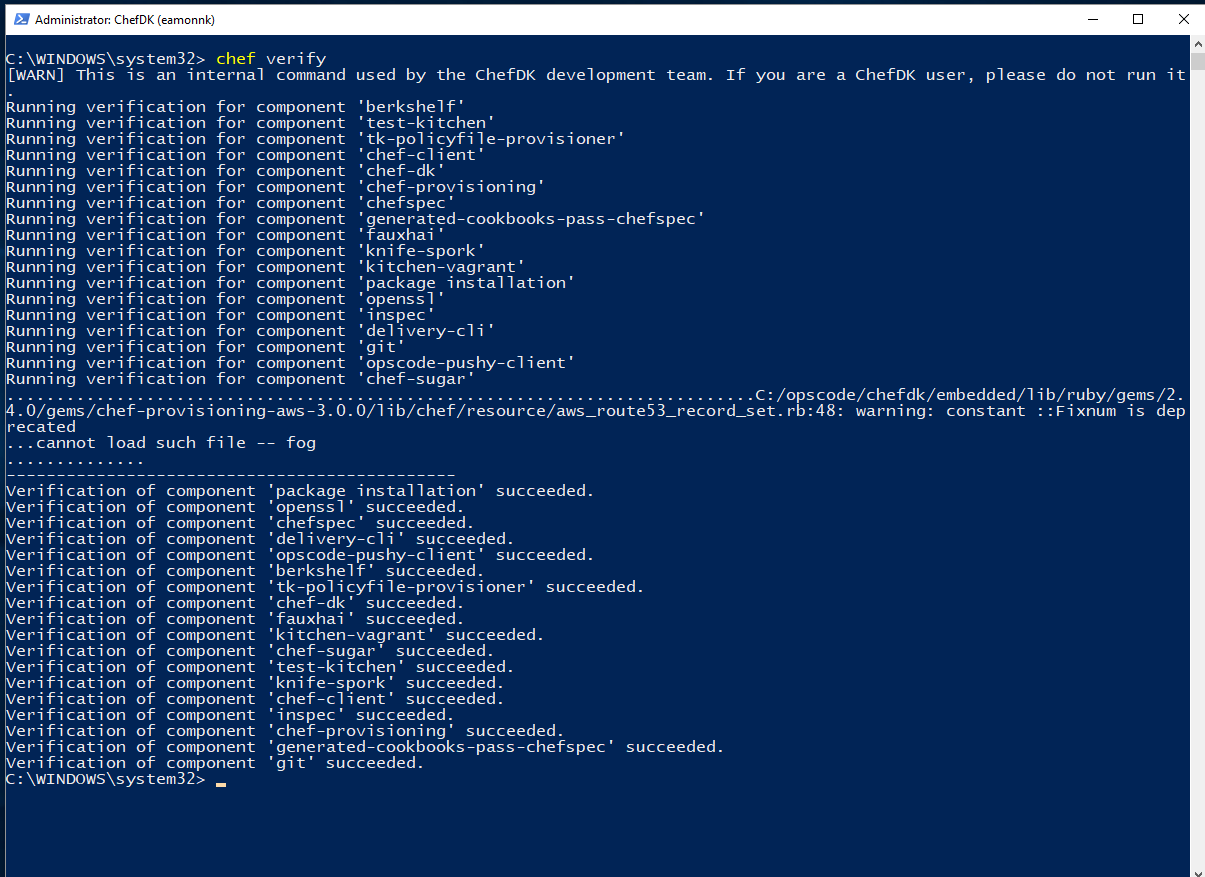 Administrator: ChefDK (eamonnk)
C:\WINDOWS\system32> chef verify
[WARN] This is an internal command used by the ChefDK development team. If you are a ChefDK user, please do not run it
.
Running verification for component 'berkshelf'
Running verification for component 'test-kitchen'
Running verification for component 'tk-policyfile-provisioner'
Running verification for component 'chef-client'
Running verification for component 'chef-dk'
Running verification for component 'chef-provisioning'
Running verification for component 'chefspec'
Running verification for component 'generated-cookbooks-pass-chefspec'
Running verification for component 'fauxhai'
Running verification for component 'knife-spork'
Running verification for component 'kitchen-vagrant'
Running verification for component 'package installation'
Running verification for component 'openssl'
Running verification for component 'inspec'
Running verification for component 'delivery-cli'
Running verification for component 'git'
Running verification for component 'opscode-pushy-client'
Running verification for component 'chef-sugar'
...........................................................................C:/opscode/chefdk/embedded/lib/ruby/gems/2.
4.0/gems/chef-provisioning-aws-3.0.0/lib/chef/resource/aws_route53_record_set.rb:48: warning: constant ::Fixnum is dep
recated
...cannot load such file -- fog
..............
---------------------------------------------
Verification of component 'package installation' succeeded.
Verification of component 'openssl' succeeded.
Verification of component 'chefspec' succeeded.
Verification of component 'delivery-cli' succeeded.
Verification of component 'opscode-pushy-client' succeeded.
Verification of component 'berkshelf' succeeded.
Verification of component 'tk-policyfile-provisioner' succeeded.
Verification of component 'chef-dk' succeeded.
Verification of component 'fauxhai' succeeded.
Verification of component 'kitchen-vagrant' succeeded.
Verification of component 'chef-sugar' succeeded.
Verification of component 'test-kitchen' succeeded.
Verification of component 'knife-spork' succeeded.
Verification of component 'chef-client' succeeded.
Verification of component 'inspec' succeeded.
Verification of component 'chef-provisioning' succeeded.
Verification of component 'generated-cookbooks-pass-chefspec' succeeded.
Verification of component 'git' succeeded.
C:\WINDOWS\system32> _